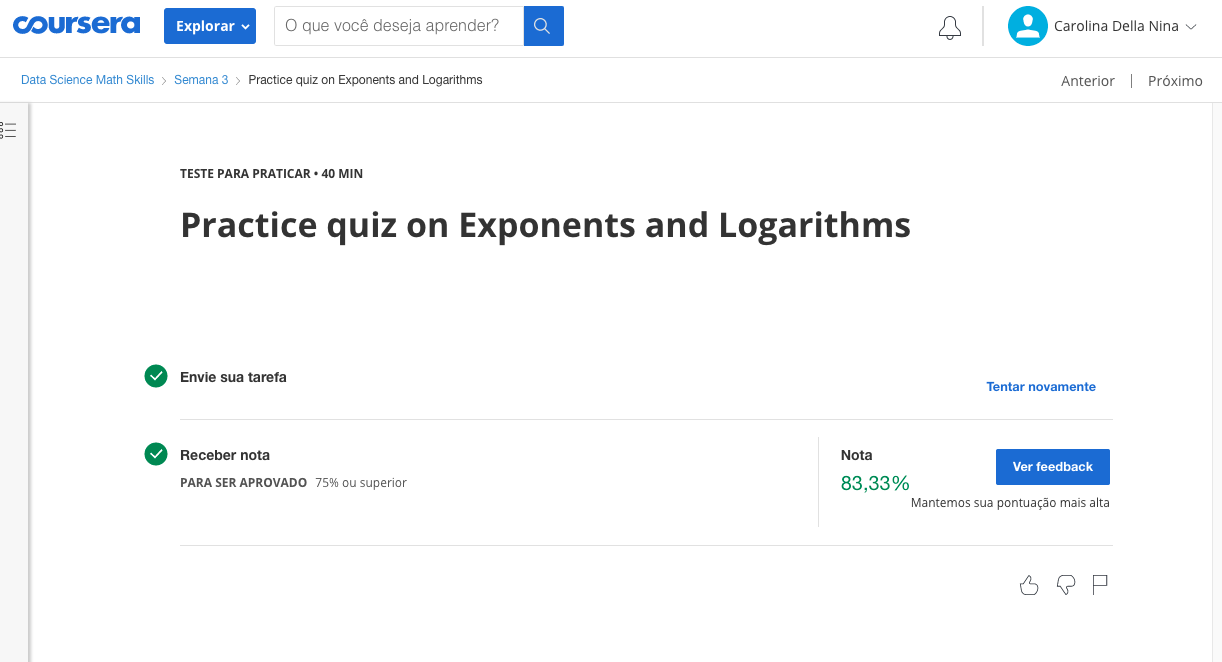 coursera Explorar O que você deseja aprender? Carolina Della Nina
Data Science Math Skills Semana 3 Practice quiz on Exponents and Logarithms Anterior | Próximo
TESTE PARA PRATICAR • 40 MIN
Practice quiz on Exponents and Logarithms
Envie sua tarefa
Tentar novamente
Receber nota
PARA SER APROVADO 75% ou superior
Nota
83,33%
Ver feedback
Mantemos sua pontuação mais alta